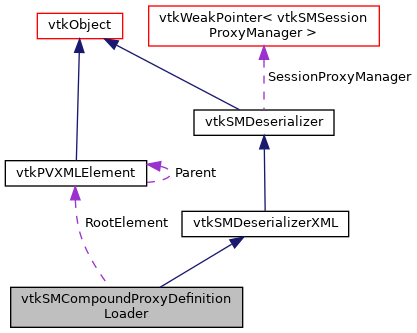 vtkObject
vtkWeakPointer< vtkSMSession
ProxyManager >
SessionProxyManager
vtkSMDeserializer
vtkPVXMLElement
Parent
RootElement
vtkSMDeserializerXML
vtkSMCompoundProxyDefinition
Loader